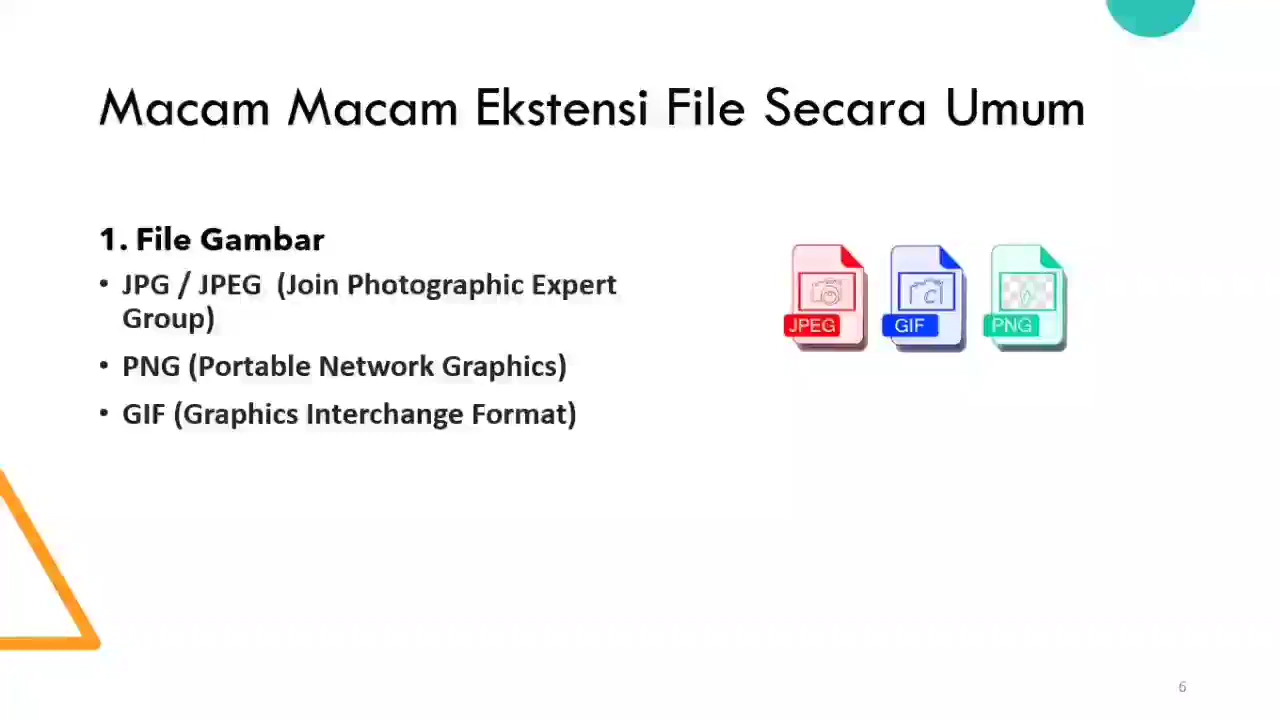 Macam Macam Ekstensi File Secara Umum
1. File Gambar
• JPG / JPEG  (Join Photographic Expert
Group)
• PNG (Portable Network Graphics)
• GIF (Graphics Interchange Format)
JPEG
GIF
PNG
6